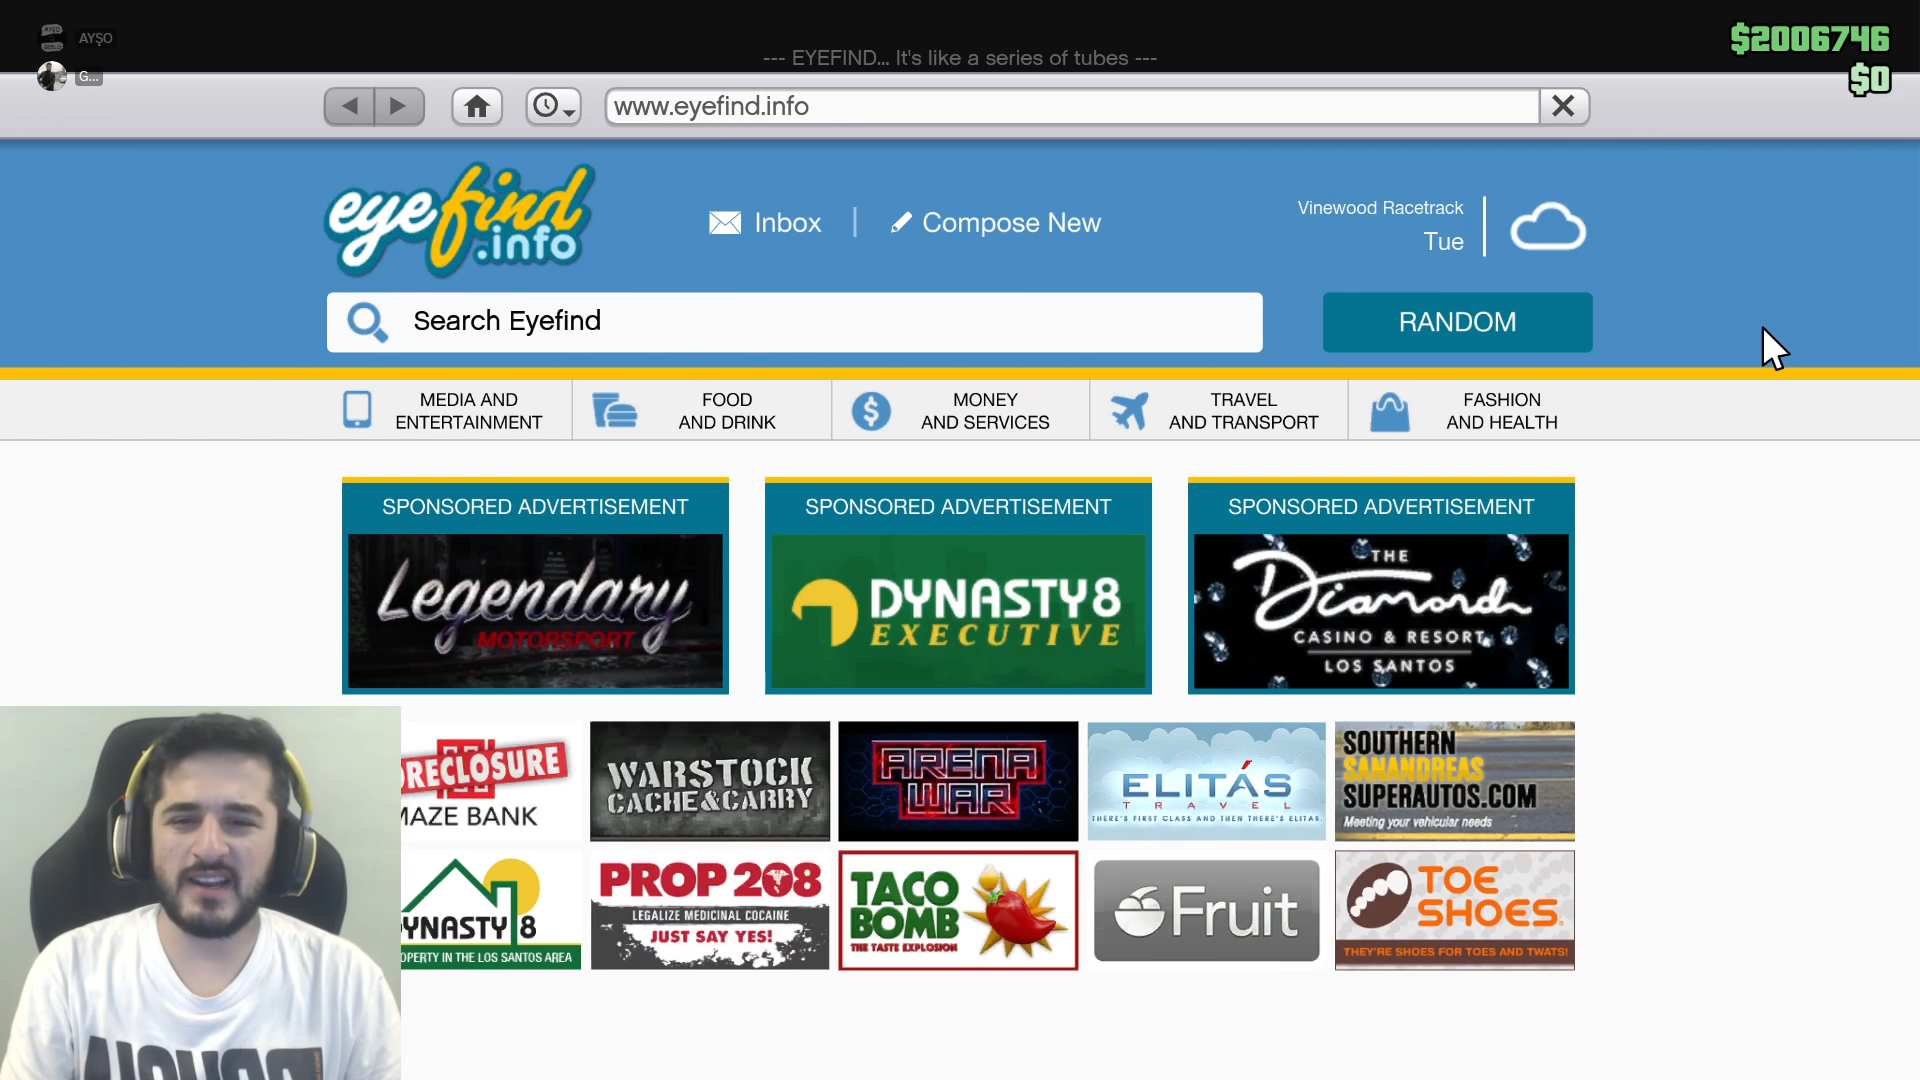 AYŞO
G...
--- EYEFIND... It's like a series of tubes ---
$2006746
$0
www.eyefind.info
eyefind
.info
Inbox
Compose New
Vinewood Racetrack
Tue
Search Eyefind
RANDOM
MEDIA AND
ENTERTAINMENT
FOOD
AND DRINK
MONEY
AND SERVICES
TRAVEL
AND TRANSPORT
FASHION
AND HEALTH
SPONSORED ADVERTISEMENT
Legendary
MOTORSPORT
SPONSORED ADVERTISEMENT
DYNASTY 8
EXECUTIVE
SPONSORED ADVERTISEMENT
THE
Diamond
CASINO & RESORT
LOS SANTOS
RECLOSURE
MAZE BANK
WARSTOCK
CACHE&CARRY
ARENA
WAR
ELITÁS
TRAVEL
THERE'S FIRST CLASS AND THEN THERE'S ELITAS.
SOUTHERN
SANANDREAS
SUPERAUTOS.COM
Meeting your vehicular needs
YNASTY 8
OPERTY IN THE LOS SANTOS AREA
PROP 208
LEGALIZE MEDICINAL COCAINE
JUST SAY YES!
TACO
BOMB
THE TASTE EXPLOSION
Fruit
TOE
SHOES
THEY'RE SHOES FOR TOES AND TWATS!